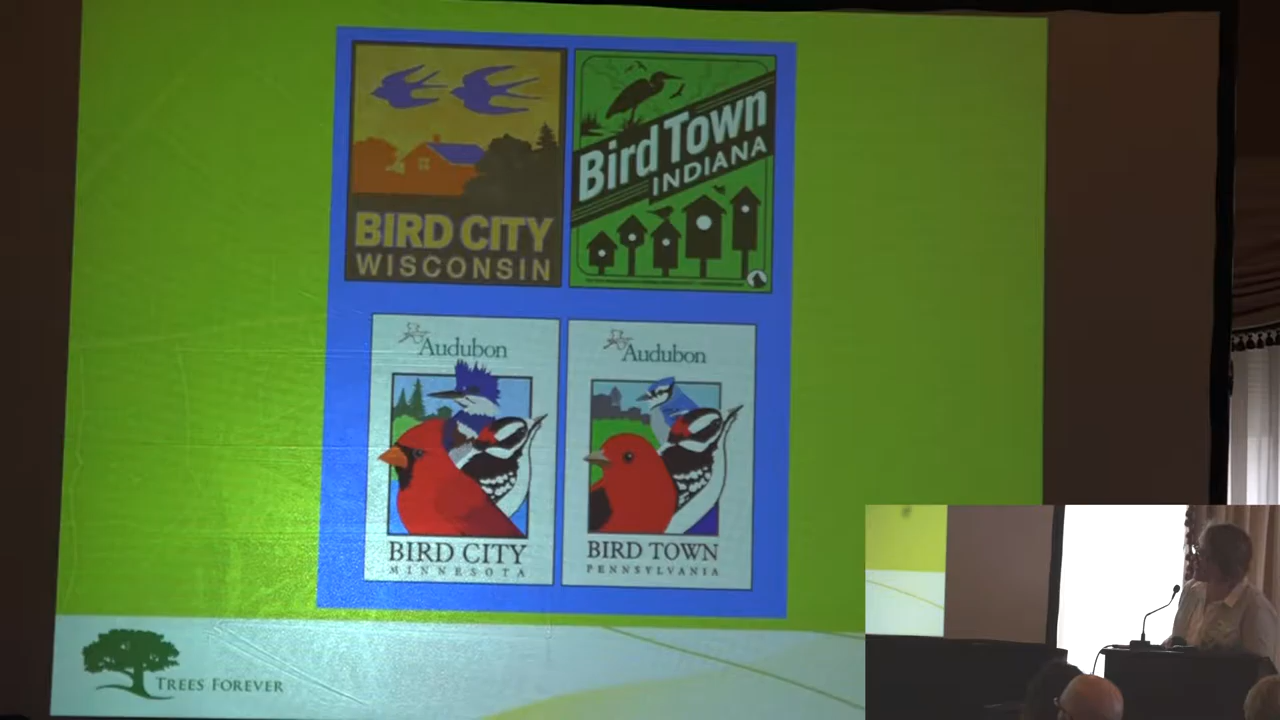 BIRD CITY
WISCONSIN
Bird Town
INDIANA
Audubon
BIRD CITY
MINNESOTA
Audubon
BIRD TOWN
PENNSYLVANIA
TREES FOREVER